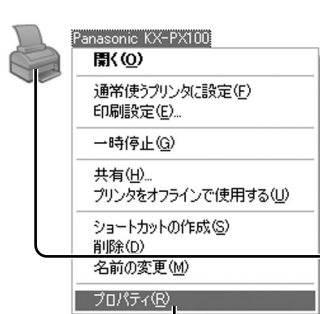 Panasonic KX-PX100
開く(O)
通常使うプリンタに設定(F)
印刷設定(E)...
一時停止(G)
共有(H)...
プリンタをオフラインで使用する(U)
ショートカットの作成(S)
削除(D)
名前の変更(M)
プロパティ(R)